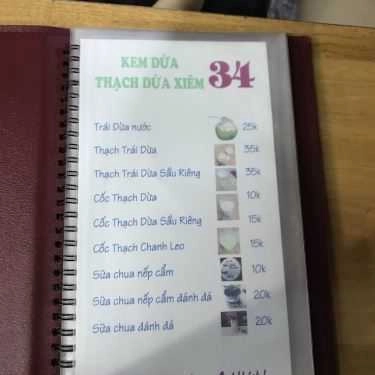 KEM DỪA
THẠCH DỪA XIÊM 34
Trái Dừa nước 25k
Thạch Trái Dừa 35k
Thạch Trái Dừa Sầu Riêng 35k
Cốc Thạch Dừa 10k
Cốc Thạch Dừa Sầu Riêng 15k
Cốc Thạch Chanh Leo 15k
Sữa chua nếp cẩm 10k
Sữa chua nếp cẩm đánh đá 20k
Sữa chua đánh đá 20k